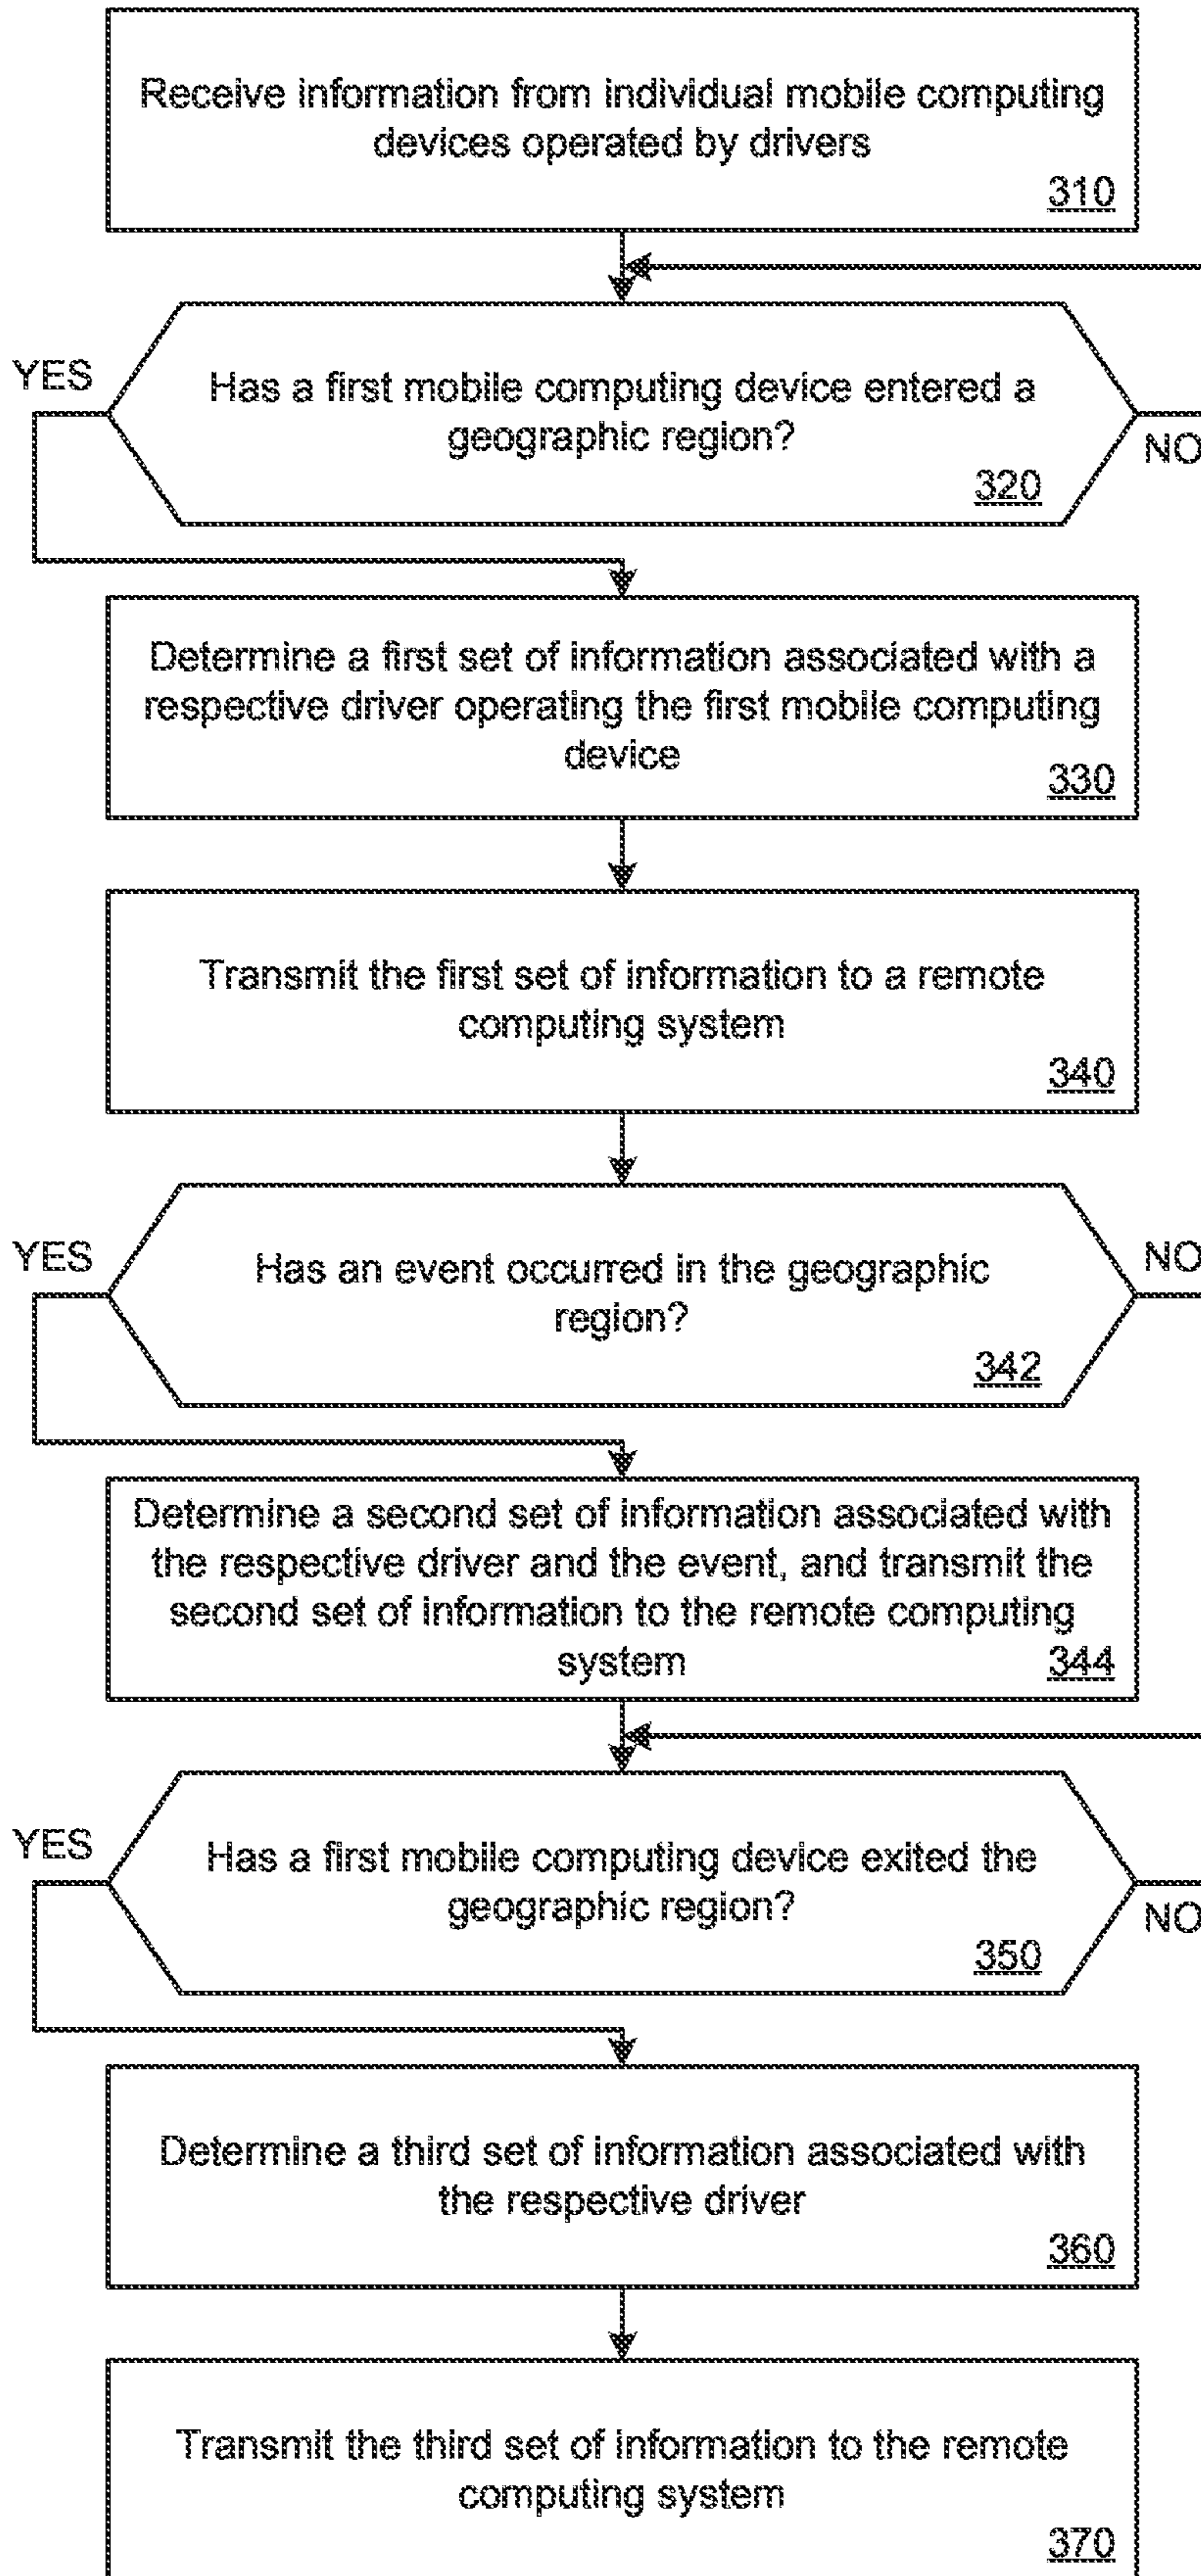 Receive information from individual mobile computing
devices operated by drivers
310
YES
Has a first mobile computing device entered a
geographic region?
NO
320
Determine a first set of information associated with a
respective driver operating the first mobile computing
device
330
Transmit the first set of information to a remote
computing system
340
YES
Has an event occurred in the geographic
region?
NO
342
Determine a second set of information associated with
the respective driver and the event, and transmit the
second set of information to the remote computing
system
344
YES
Has a first mobile computing device exited the
geographic region?
NO
350
Determine a third set of information associated with
the respective driver
360
Transmit the third set of information to the remote
computing system
370